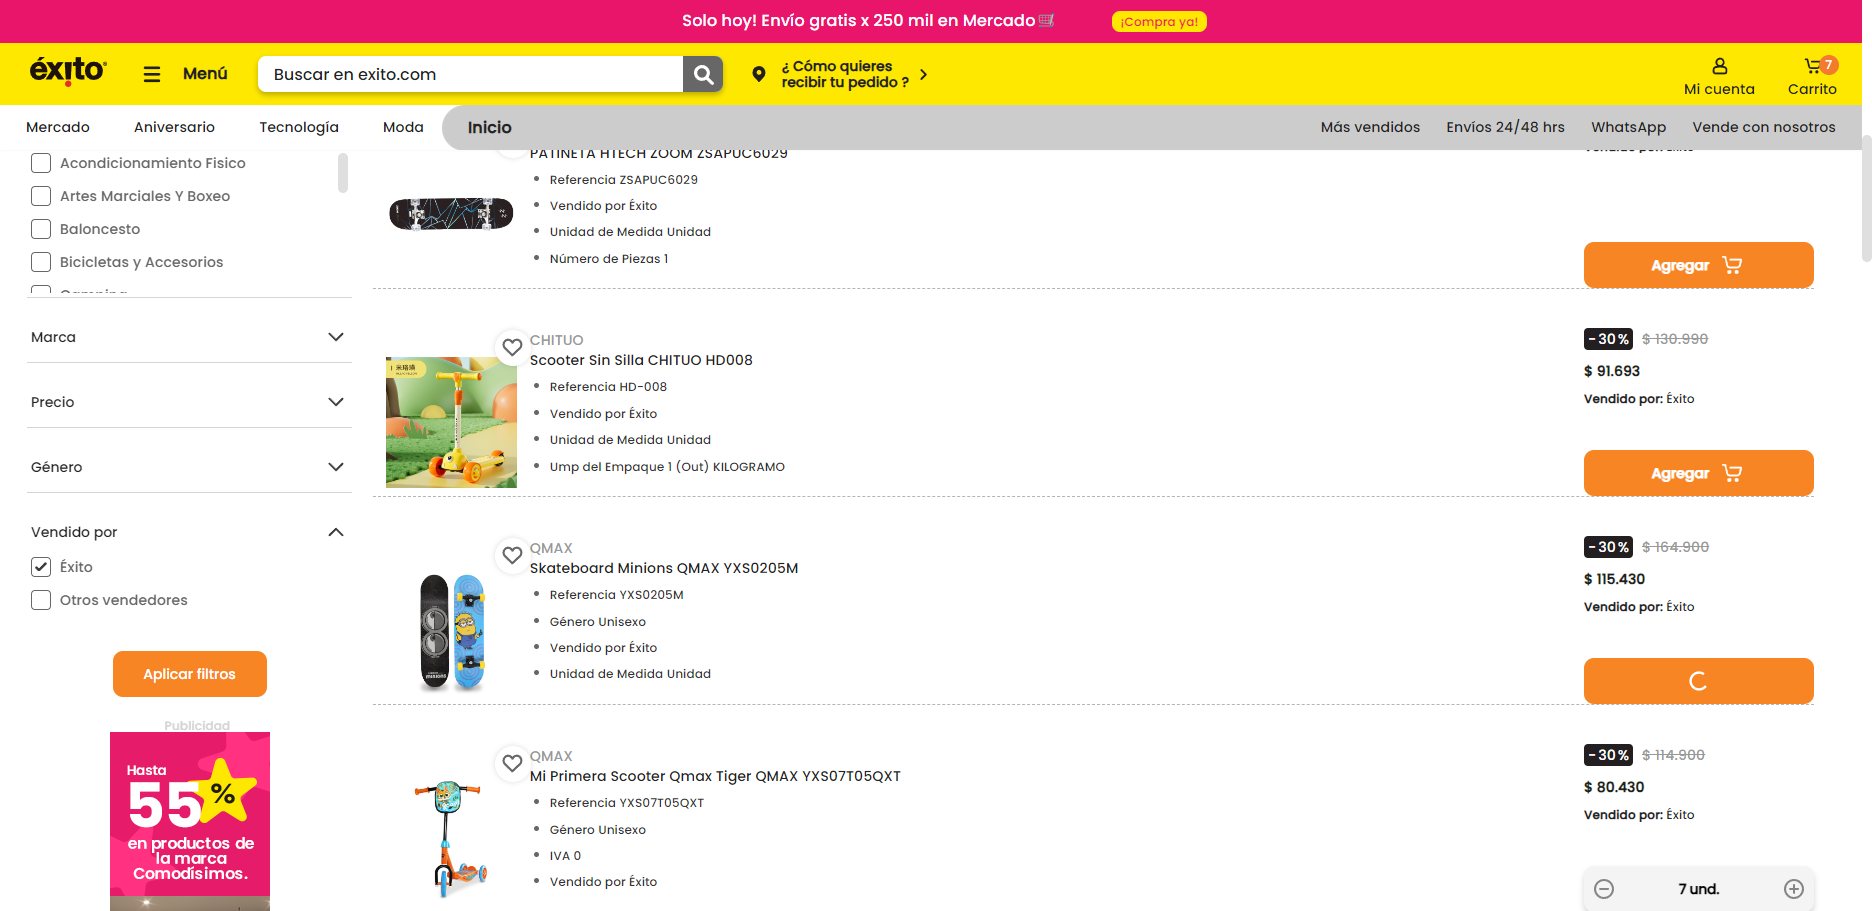 Solo hoy! Envío gratis x 250 mil en Mercado
¡Compra ya!
éxito
Menú
Buscar en exito.com
¿ Cómo quieres
recibir tu pedido ?
Mi cuenta
7
Carrito
Mercado
Aniversario
Tecnología
Moda
Inicio
Más vendidos
Envíos 24/48 hrs
WhatsApp
Vende con nosotros
Acondicionamiento Fisico
Artes Marciales Y Boxeo
Baloncesto
Bicicletas y Accesorios
Camping
Marca
Precio
Género
Vendido por
Éxito
Otros vendedores
Aplicar filtros
Publicidad
Hasta
55%
en productos de
la marca
Comodísimos.
PATINETA HTECH ZOOM ZSAPUC6029
Referencia ZSAPUC6029
Vendido por Éxito
Unidad de Medida Unidad
Número de Piezas 1
Vendido por: Éxito
Agregar
CHITUO
Scooter Sin Silla CHITUO HD008
Referencia HD-008
Vendido por Éxito
Unidad de Medida Unidad
Ump del Empaque 1 (Out) KILOGRAMO
-30% $ 130.990
$ 91.693
Vendido por: Éxito
Agregar
QMAX
Skateboard Minions QMAX YXS0205M
Referencia YXS0205M
Género Unisexo
Vendido por Éxito
Unidad de Medida Unidad
MINIONS
-30% $ 164.900
$ 115.430
Vendido por: Éxito
QMAX
Mi Primera Scooter Qmax Tiger QMAX YXS07T05QXT
Referencia YXS07T05QXT
Género Unisexo
IVA 0
Vendido por Éxito
-30% $ 114.900
$ 80.430
Vendido por: Éxito
7 und.